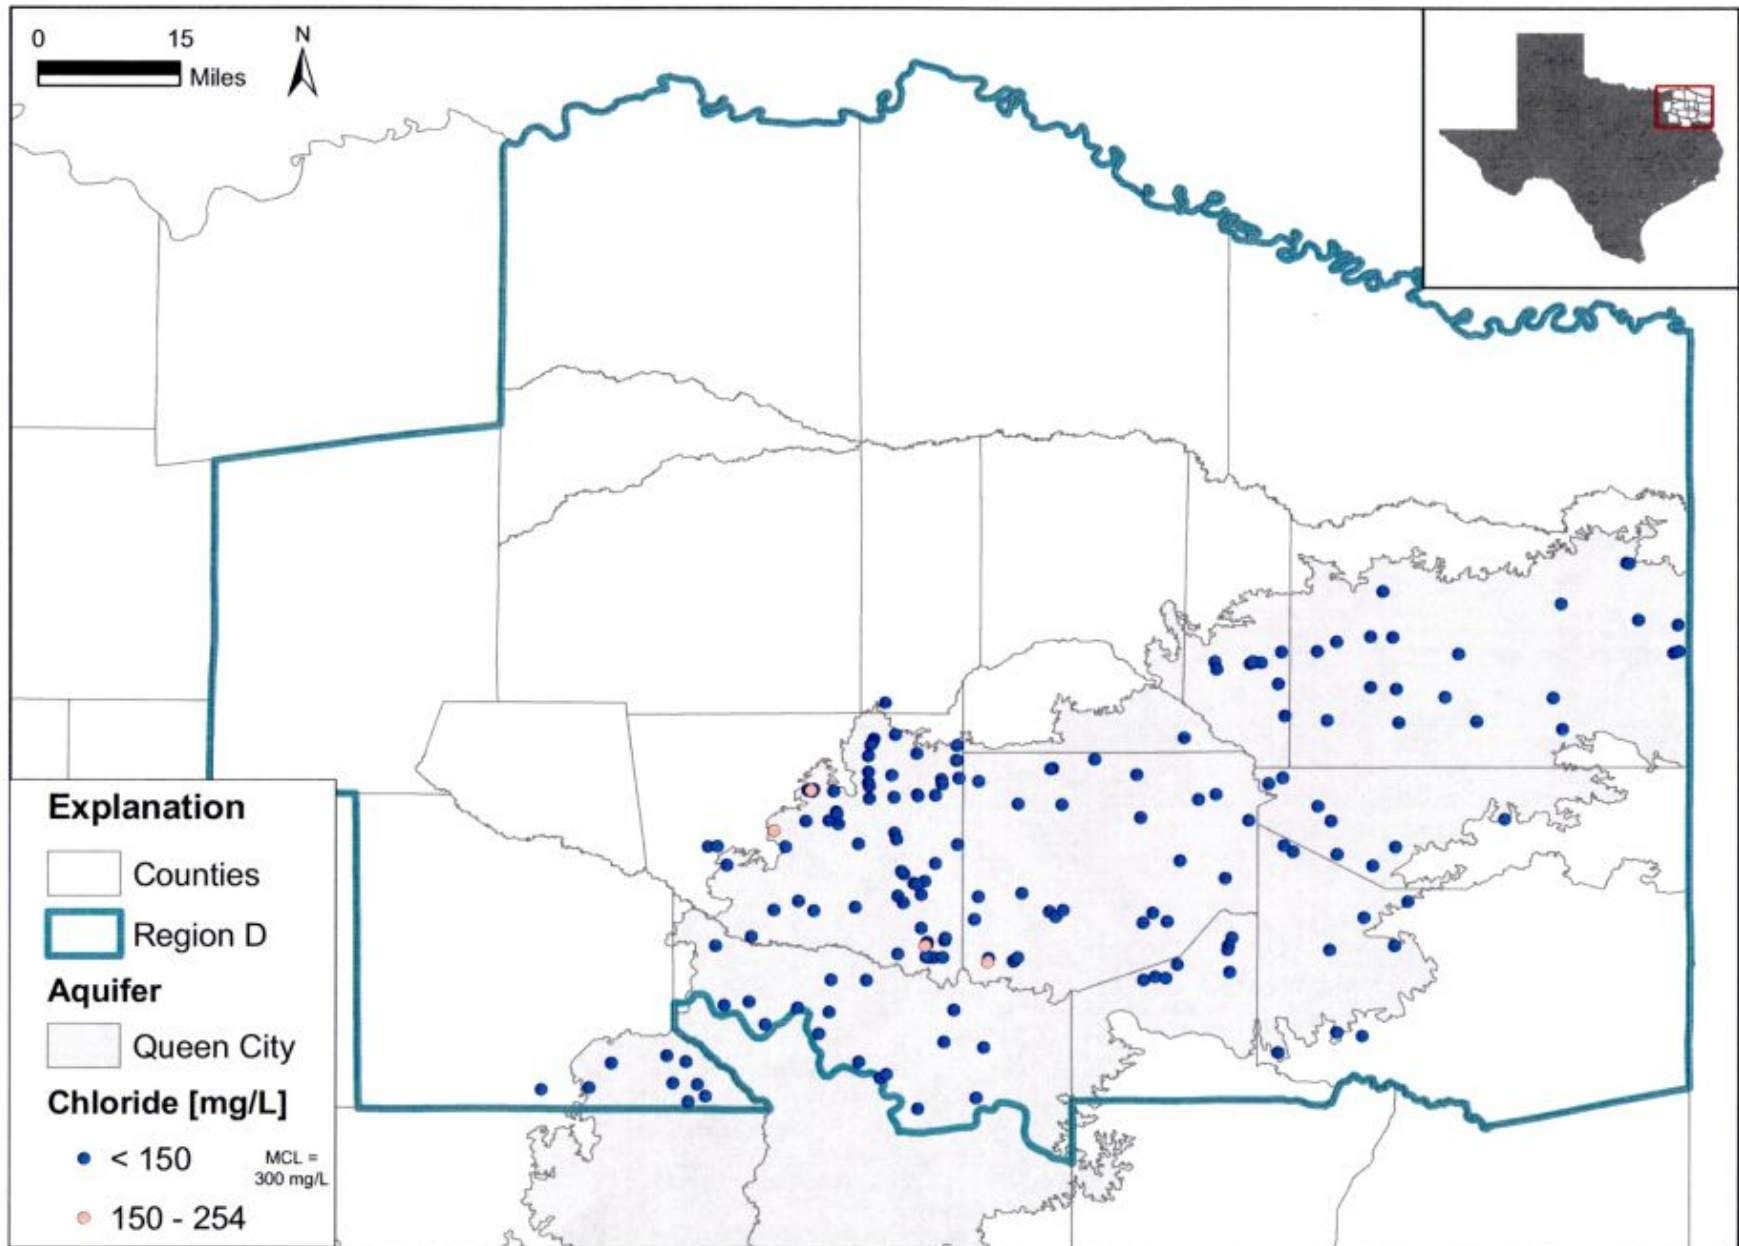 0 15
Miles
N
Explanation
Counties
Region D
Aquifer
Queen City
Chloride [mg/L]
< 150
MCL =
300 mg/L
150 - 254